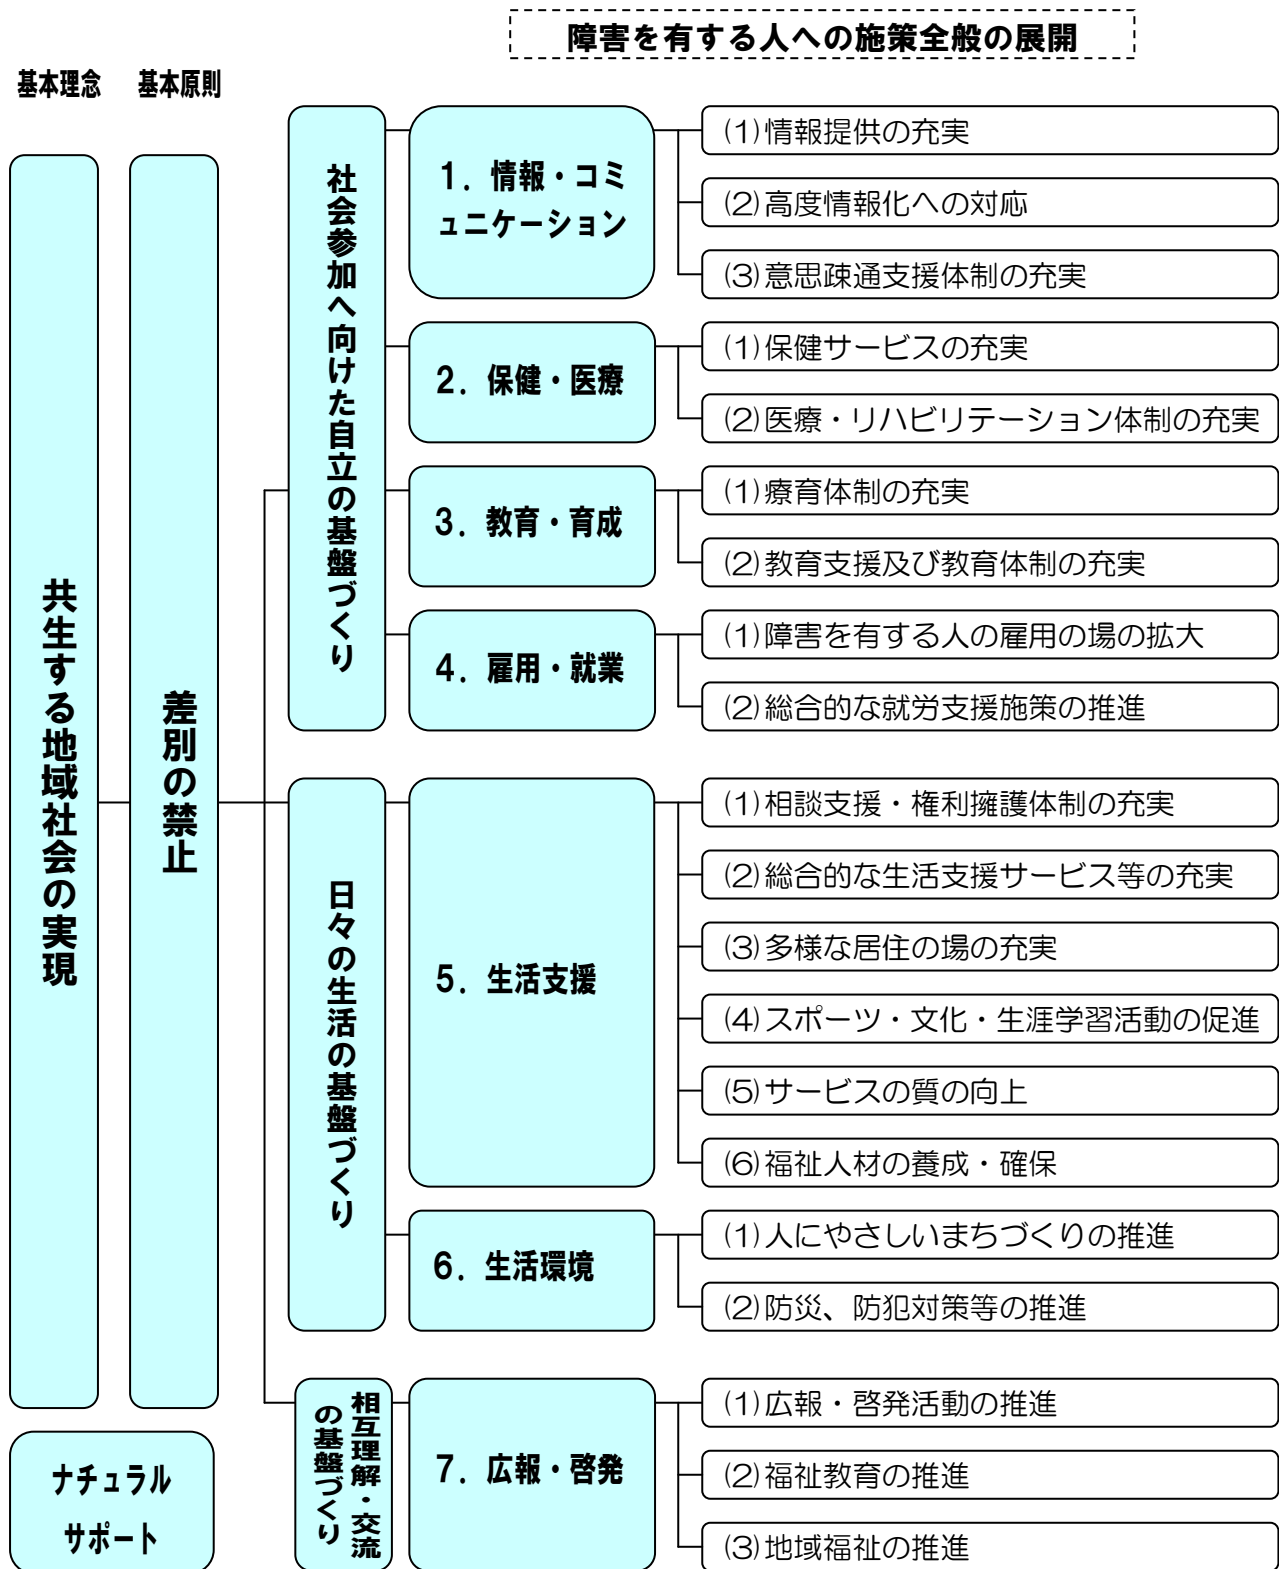 障害を有する人への施策全般の展開
基本理念
基本原則
共生する地域社会の実現
差別の禁止
ナチュラル
サポート
社会参加へ向けた自立の基盤づくり
1．情報・コミ
ュニケーション
(1)情報提供の充実
(2)高度情報化への対応
(3)意思疎通支援体制の充実
2．保健・医療
(1)保健サービスの充実
(2)医療・リハビリテーション体制の充実
3．教育・育成
(1)療育体制の充実
(2)教育支援及び教育体制の充実
4．雇用・就業
(1)障害を有する人の雇用の場の拡大
(2)総合的な就労支援施策の推進
日々の生活の基盤づくり
5．生活支援
(1)相談支援・権利擁護体制の充実
(2)総合的な生活支援サービス等の充実
(3)多様な居住の場の充実
(4)スポーツ・文化・生涯学習活動の促進
(5)サービスの質の向上
(6)福祉人材の養成・確保
6．生活環境
(1)人にやさしいまちづくりの推進
(2)防災、防犯対策等の推進
相互理解・交流
の基盤づくり
7．広報・啓発
(1)広報・啓発活動の推進
(2)福祉教育の推進
(3)地域福祉の推進